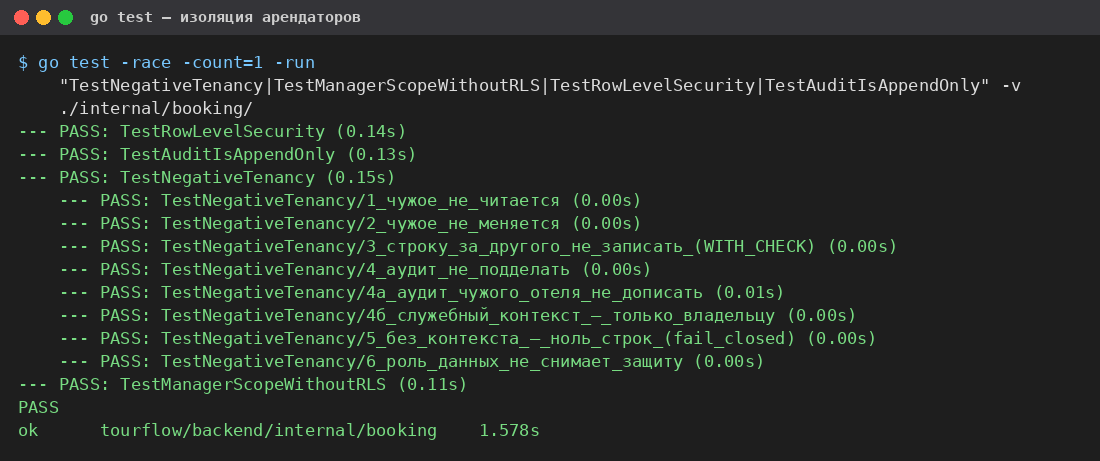 go test — изоляция арендаторов
$ go test -race -count=1 -run
"TestNegativeTenancy|TestManagerScopeWithoutRLS|TestRowLevelSecurity|TestAuditIsAppendOnly" -v
./internal/booking/
--- PASS: TestRowLevelSecurity (0.14s)
--- PASS: TestAuditIsAppendOnly (0.13s)
--- PASS: TestNegativeTenancy (0.15s)
--- PASS: TestNegativeTenancy/1_чужое_не_читается (0.00s)
--- PASS: TestNegativeTenancy/2_чужое_не_меняется (0.00s)
--- PASS: TestNegativeTenancy/3_строку_за_другого_не_записать_(WITH_CHECK) (0.00s)
--- PASS: TestNegativeTenancy/4_аудит_не_подделать (0.00s)
--- PASS: TestNegativeTenancy/4а_аудит_чужого_отеля_не_дописать (0.01s)
--- PASS: TestNegativeTenancy/4б_служебный_контекст_—_только_владельцу (0.00s)
--- PASS: TestNegativeTenancy/5_без_контекста_—_ноль_строк_(fail_closed) (0.00s)
--- PASS: TestNegativeTenancy/6_роль_данных_не_снимает_защиту (0.00s)
--- PASS: TestManagerScopeWithoutRLS (0.11s)
PASS
ok tourflow/backend/internal/booking 1.578s